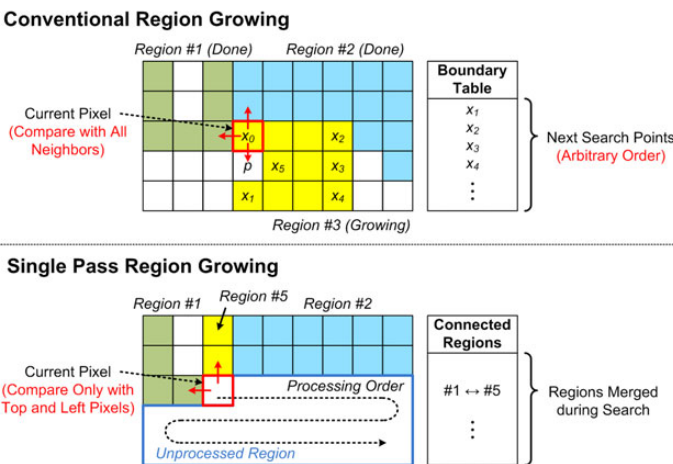 Conventional Region Growing
Region #1 (Done)
Region #2 (Done)
Current Pixel
(Compare with All
Neighbors)
x0
x2
p
x5
x3
x1
x4
Region #3 (Growing)
Boundary
Table
x1
x2
x3
x4
⋮
Next Search Points
(Arbitrary Order)
Single Pass Region Growing
Region #1
Region #5
Region #2
Current Pixel
(Compare Only with
Top and Left Pixels)
Processing Order
Unprocessed Region
Connected
Regions
#1 ↔ #5
⋮
Regions Merged
during Search